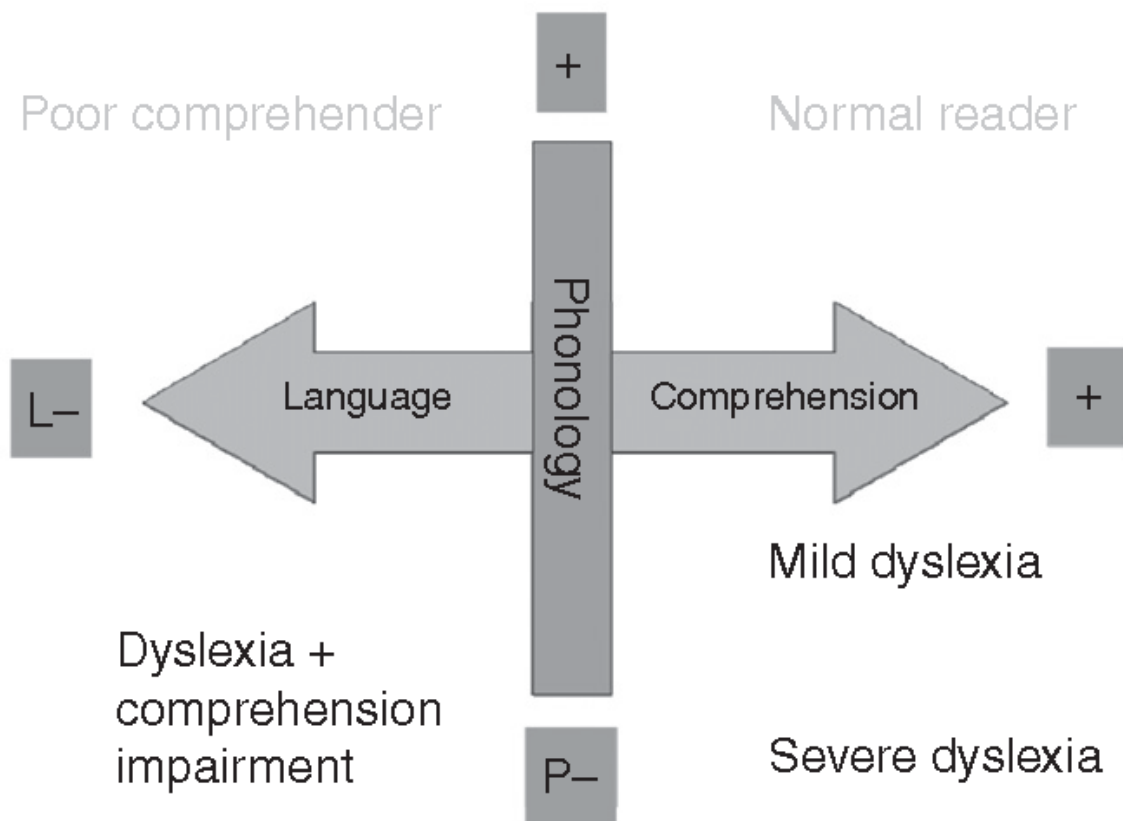 +
Poor comprehender
Normal reader
Phonology
L–
Language
Comprehension
+
Mild dyslexia
Dyslexia +
comprehension
impairment
P–
Severe dyslexia